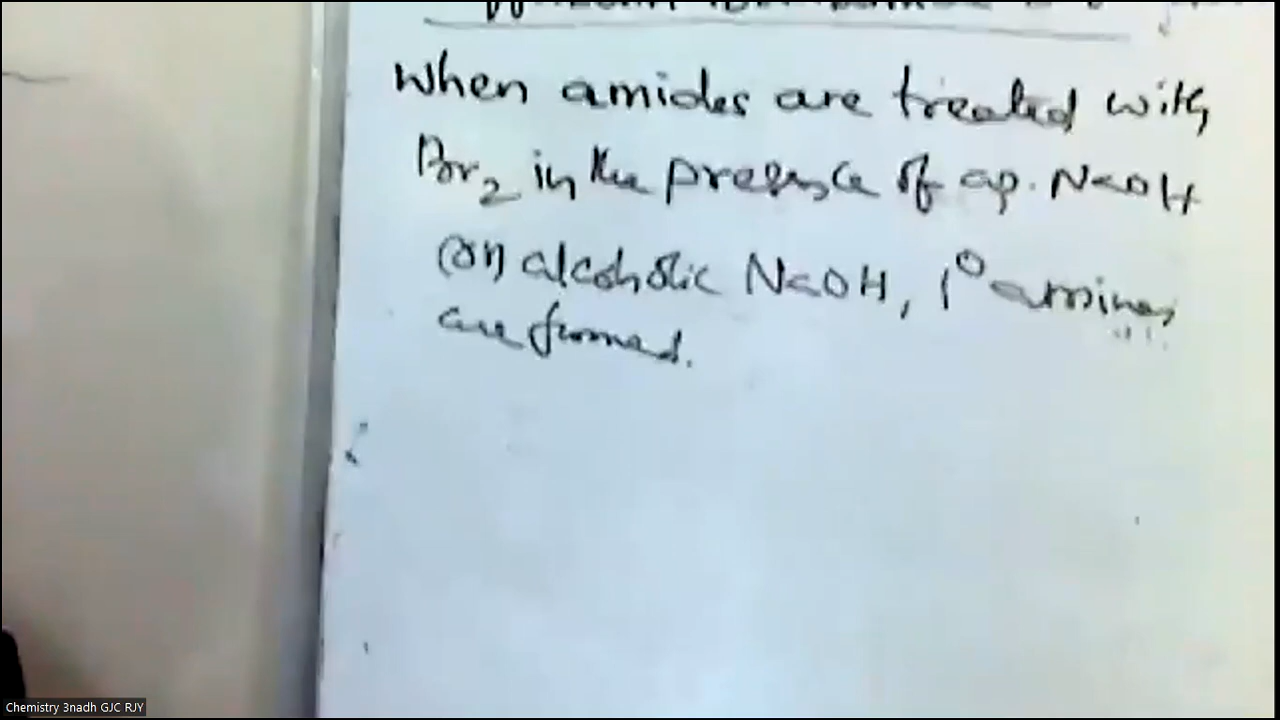 When amides are treated with
Br2 in the presence of aq. NaOH
(or) alcoholic NaOH, 1° amines
are formed.
Chemistry 3nadh GJC RJY